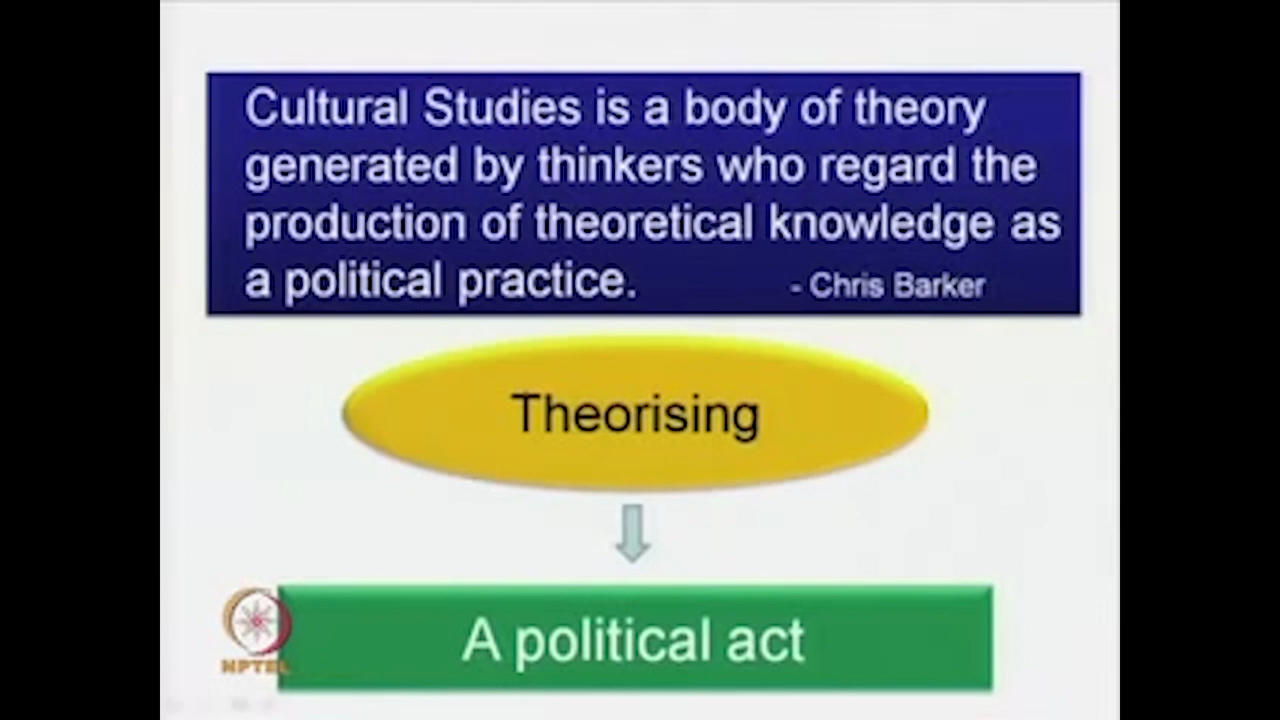 Cultural Studies is a body of theory
generated by thinkers who regard the
production of theoretical knowledge as
a political practice. - Chris Barker
Theorising
A political act
NPTEL